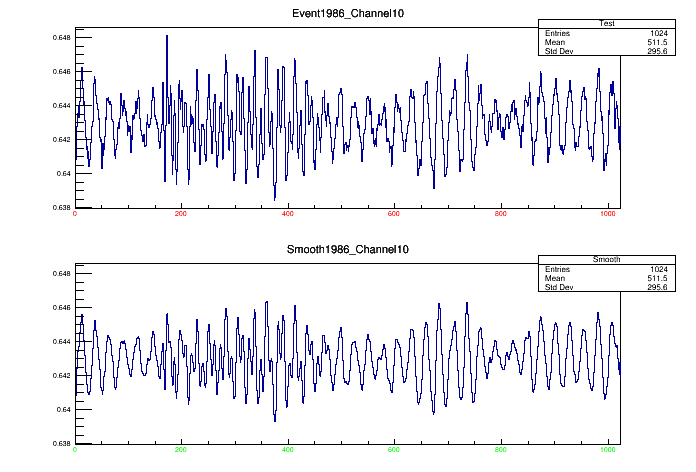 Event1986_Channel10
Test
Entries 1024
Mean 511.5
Std Dev 295.6
0.648
0.646
0.644
0.642
0.64
0.638
0 200 400 600 800 1000
Smooth1986_Channel10
Smooth
Entries 1024
Mean 511.5
Std Dev 295.6
0.648
0.646
0.644
0.642
0.64
0.638
0 200 400 600 800 1000